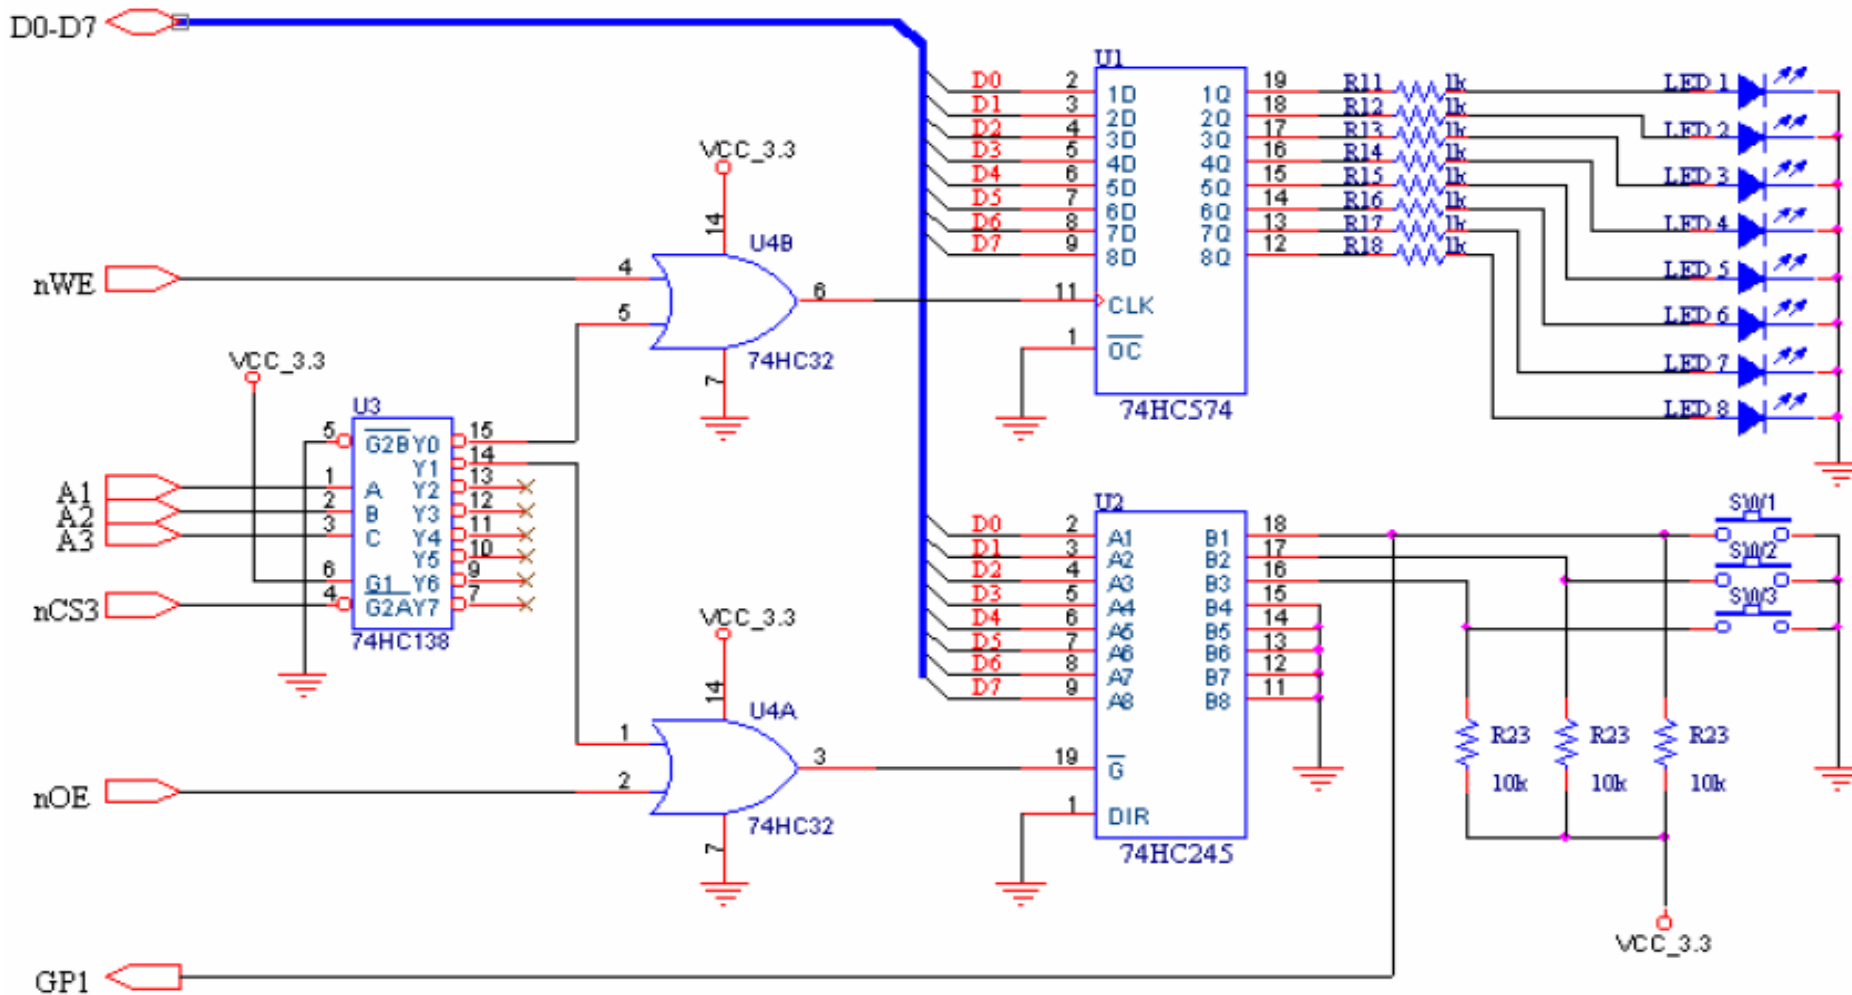 D0-D7
nWE
A1
A2
A3
nCS3
nOE
GP1
VCC_3.3
U3
5 G2B Y0 15
Y1 14
1 A Y2 13
2 B Y3 12
3 C Y4 11
Y5 10
6 G1 Y6 9
4 G2A Y7 7
74HC138
VCC_3.3
14
U4B
4
5
6
7
74HC32
VCC_3.3
14
U4A
1
2
3
7
74HC32
U1
D0 2 1D 1Q 19 R11 1k LED 1
D1 3 2D 2Q 18 R12 1k LED 2
D2 4 3D 3Q 17 R13 1k LED 3
D3 5 4D 4Q 16 R14 1k LED 4
D4 6 5D 5Q 15 R15 1k LED 5
D5 7 6D 6Q 14 R16 1k LED 6
D6 8 7D 7Q 13 R17 1k LED 7
D7 9 8D 8Q 12 R18 1k LED 8
11 CLK
1 OC
74HC574
U2
D0 2 A1 B1 18
D1 3 A2 B2 17
D2 4 A3 B3 16
D3 5 A4 B4 15
D4 6 A5 B5 14
D5 7 A6 B6 13
D6 8 A7 B7 12
D7 9 A8 B8 11
19 G
1 DIR
74HC245
SW1
SW2
SW3
R23 R23 R23
10k 10k 10k
VCC_3.3